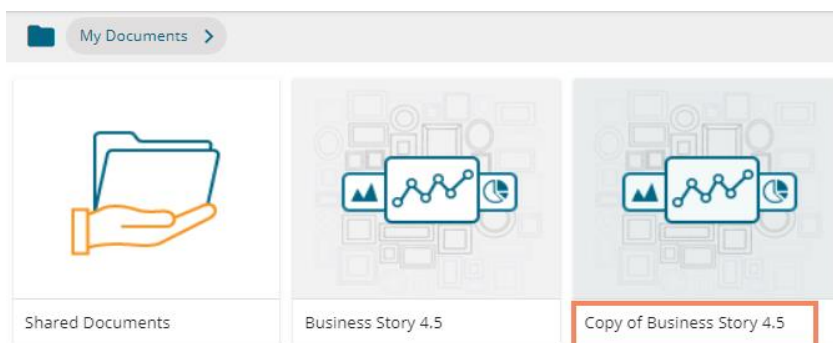 My Documents
Shared Documents
Business Story 4.5
Copy of Business Story 4.5